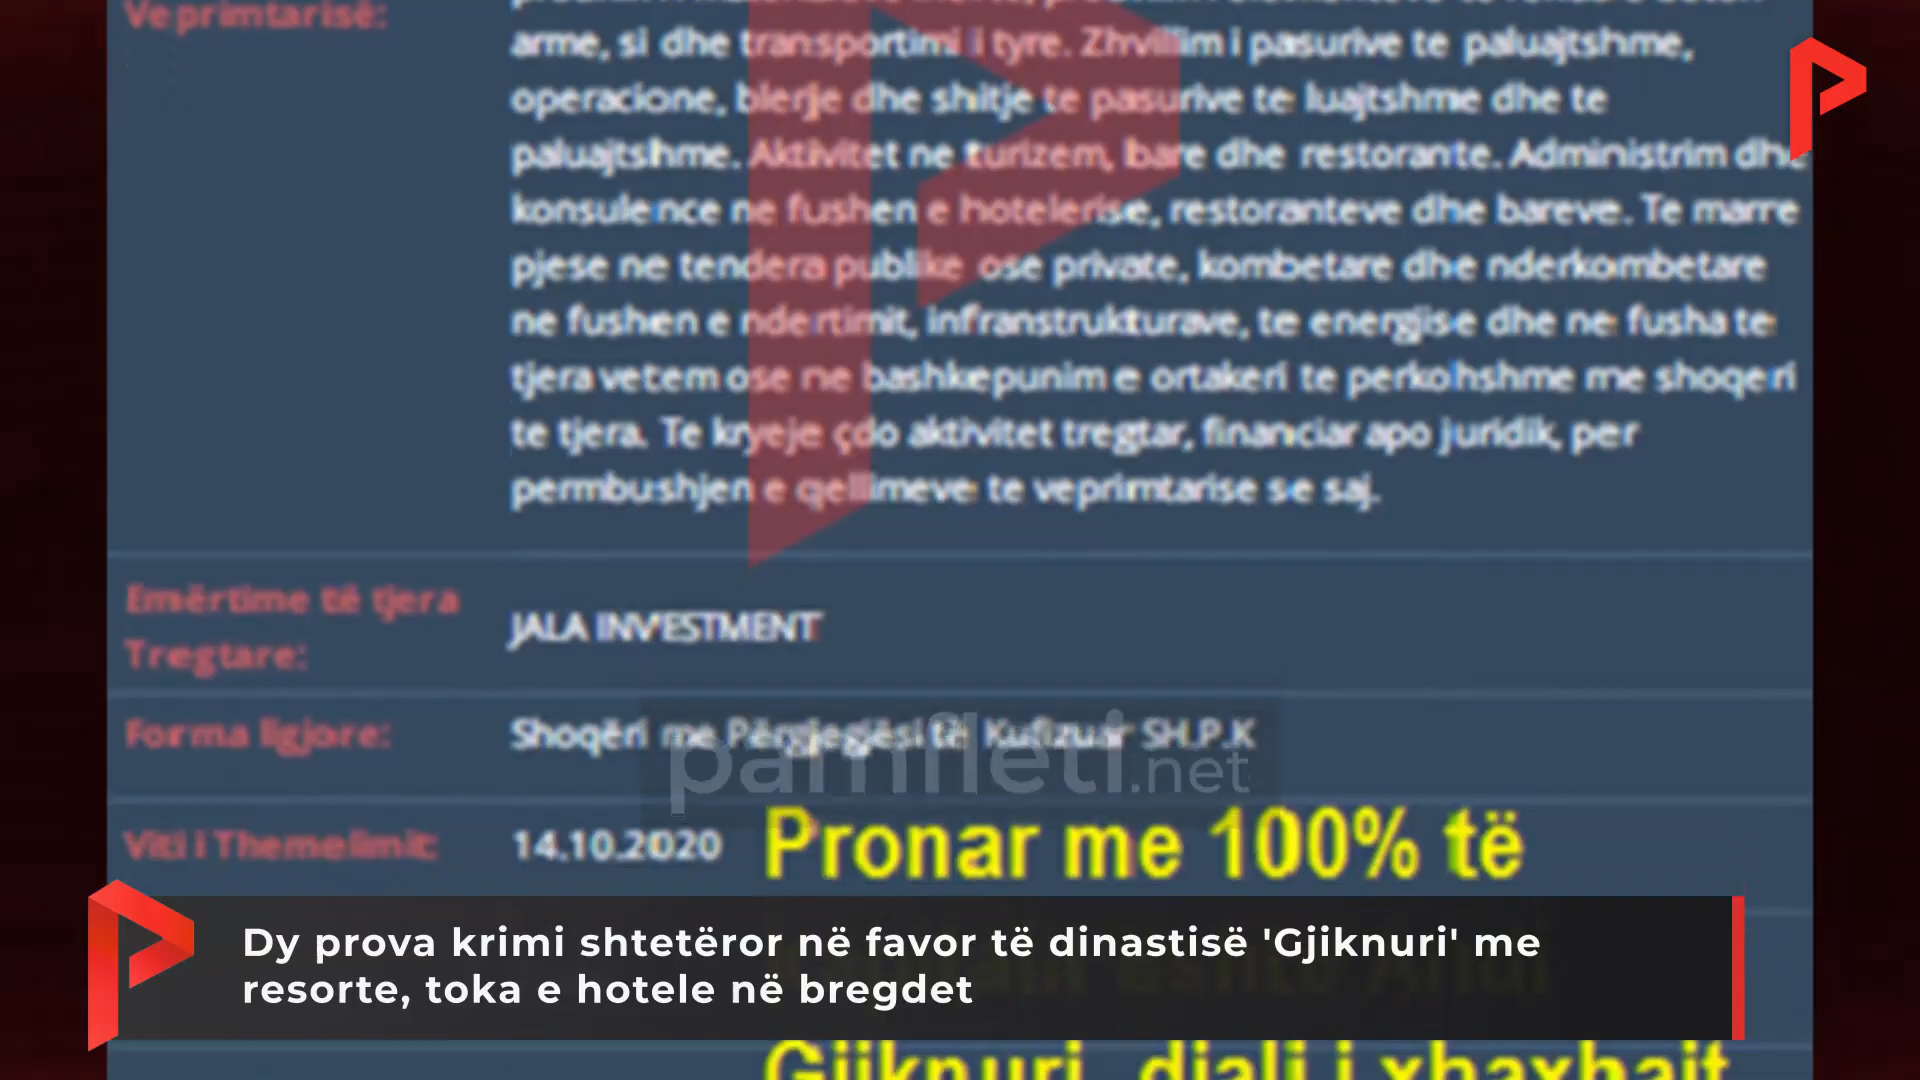 Veprimtarisë:
arme, si dhe transportimi i tyre. Zhvillim i pasurive te paluajtshme,
operacione, blerje dhe shitje te pasurive te luajtshme dhe te
paluajtshme. Aktivitet ne turizem, bare dhe restorante. Administrim dhe
konsulence ne fushen e hotelerise, restoranteve dhe bareve. Te marre
pjese ne tendera publike ose private, kombetare dhe nderkombetare
ne fushen e ndertimit, infranstrukturave, te energjise dhe ne fusha te
tjera vetem ose ne bashkepunim e ortakeri te perkohshme me shoqeri
te tjera. Te kryeje çdo aktivitet tregtar, financiar apo juridik, per
permbushjen e qellimeve te veprimtarise se saj.
Emërtime të tjera
Tregtare:
JALA INVESTMENT
Forma ligjore:
Shoqëri me Përgjegjësi të Kufizuar SH.P.K
pamfleti.net
Viti i Themelimit:
14.10.2020
Pronar me 100% të
Dy prova krimi shtetëror në favor të dinastisë 'Gjiknuri' me
resorte, toka e hotele në bregdet
Gjiknuri, djali i xhaxhait